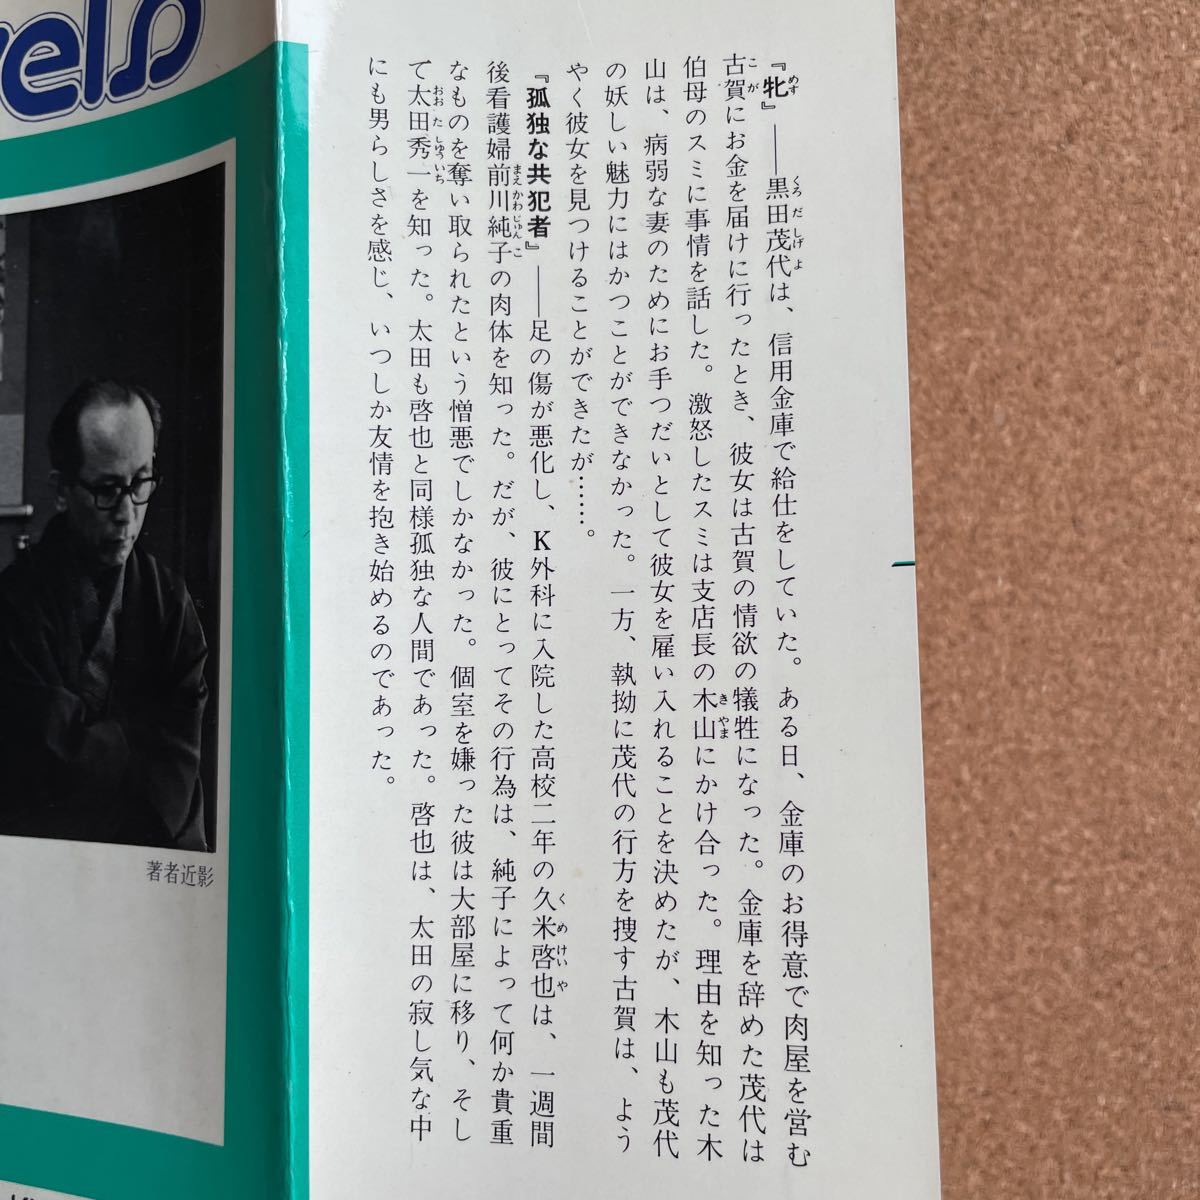 『牝』――黒田茂代は、信用金庫で給仕をしていた。ある日、金庫のお得意で肉屋を営む
古賀にお金を届けに行ったとき、彼女は古賀の情欲の犠牲になった。金庫を辞めた茂代は
伯母のスミに事情を話した。激怒したスミは支店長の木山にかけ合った。理由を知った木
山は、病弱な妻のためにお手つだいとして彼女を雇い入れることを決めたが、木山も茂代
の妖しい魅力にはかつことができなかった。一方、執拗に茂代の行方を捜す古賀は、よう
やく彼女を見つけることができたが……。
『孤独な共犯者』――足の傷が悪化し、K外科に入院した高校二年の久米啓也は、一週間
後看護婦前川純子の肉体を知った。だが、彼にとってその行為は、純子によって何か貴重
なものを奪い取られたという憎悪でしかなかった。個室を嫌った彼は大部屋に移り、そし
て太田秀一を知った。太田も啓也と同様孤独な人間であった。啓也は、太田の寂し気な中
にも男らしさを感じ、いつしか友情を抱き始めるのであった。
著者近影